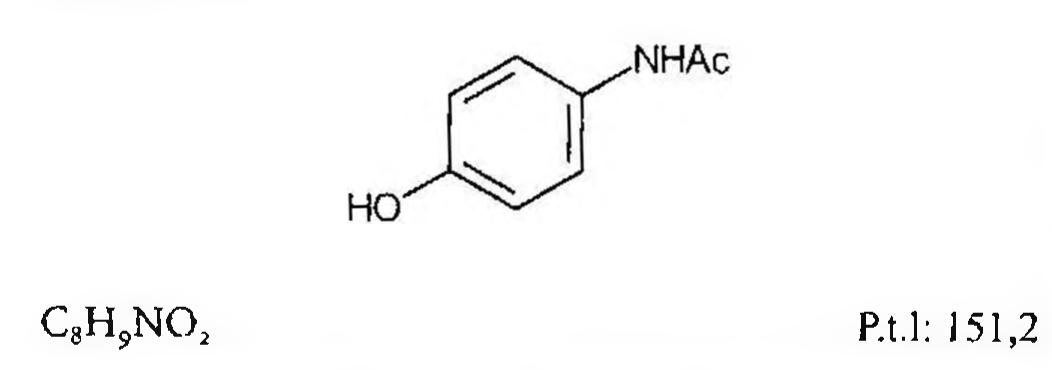 NHAc
HO
C₈H₉NO₂
P.t.l: 151,2